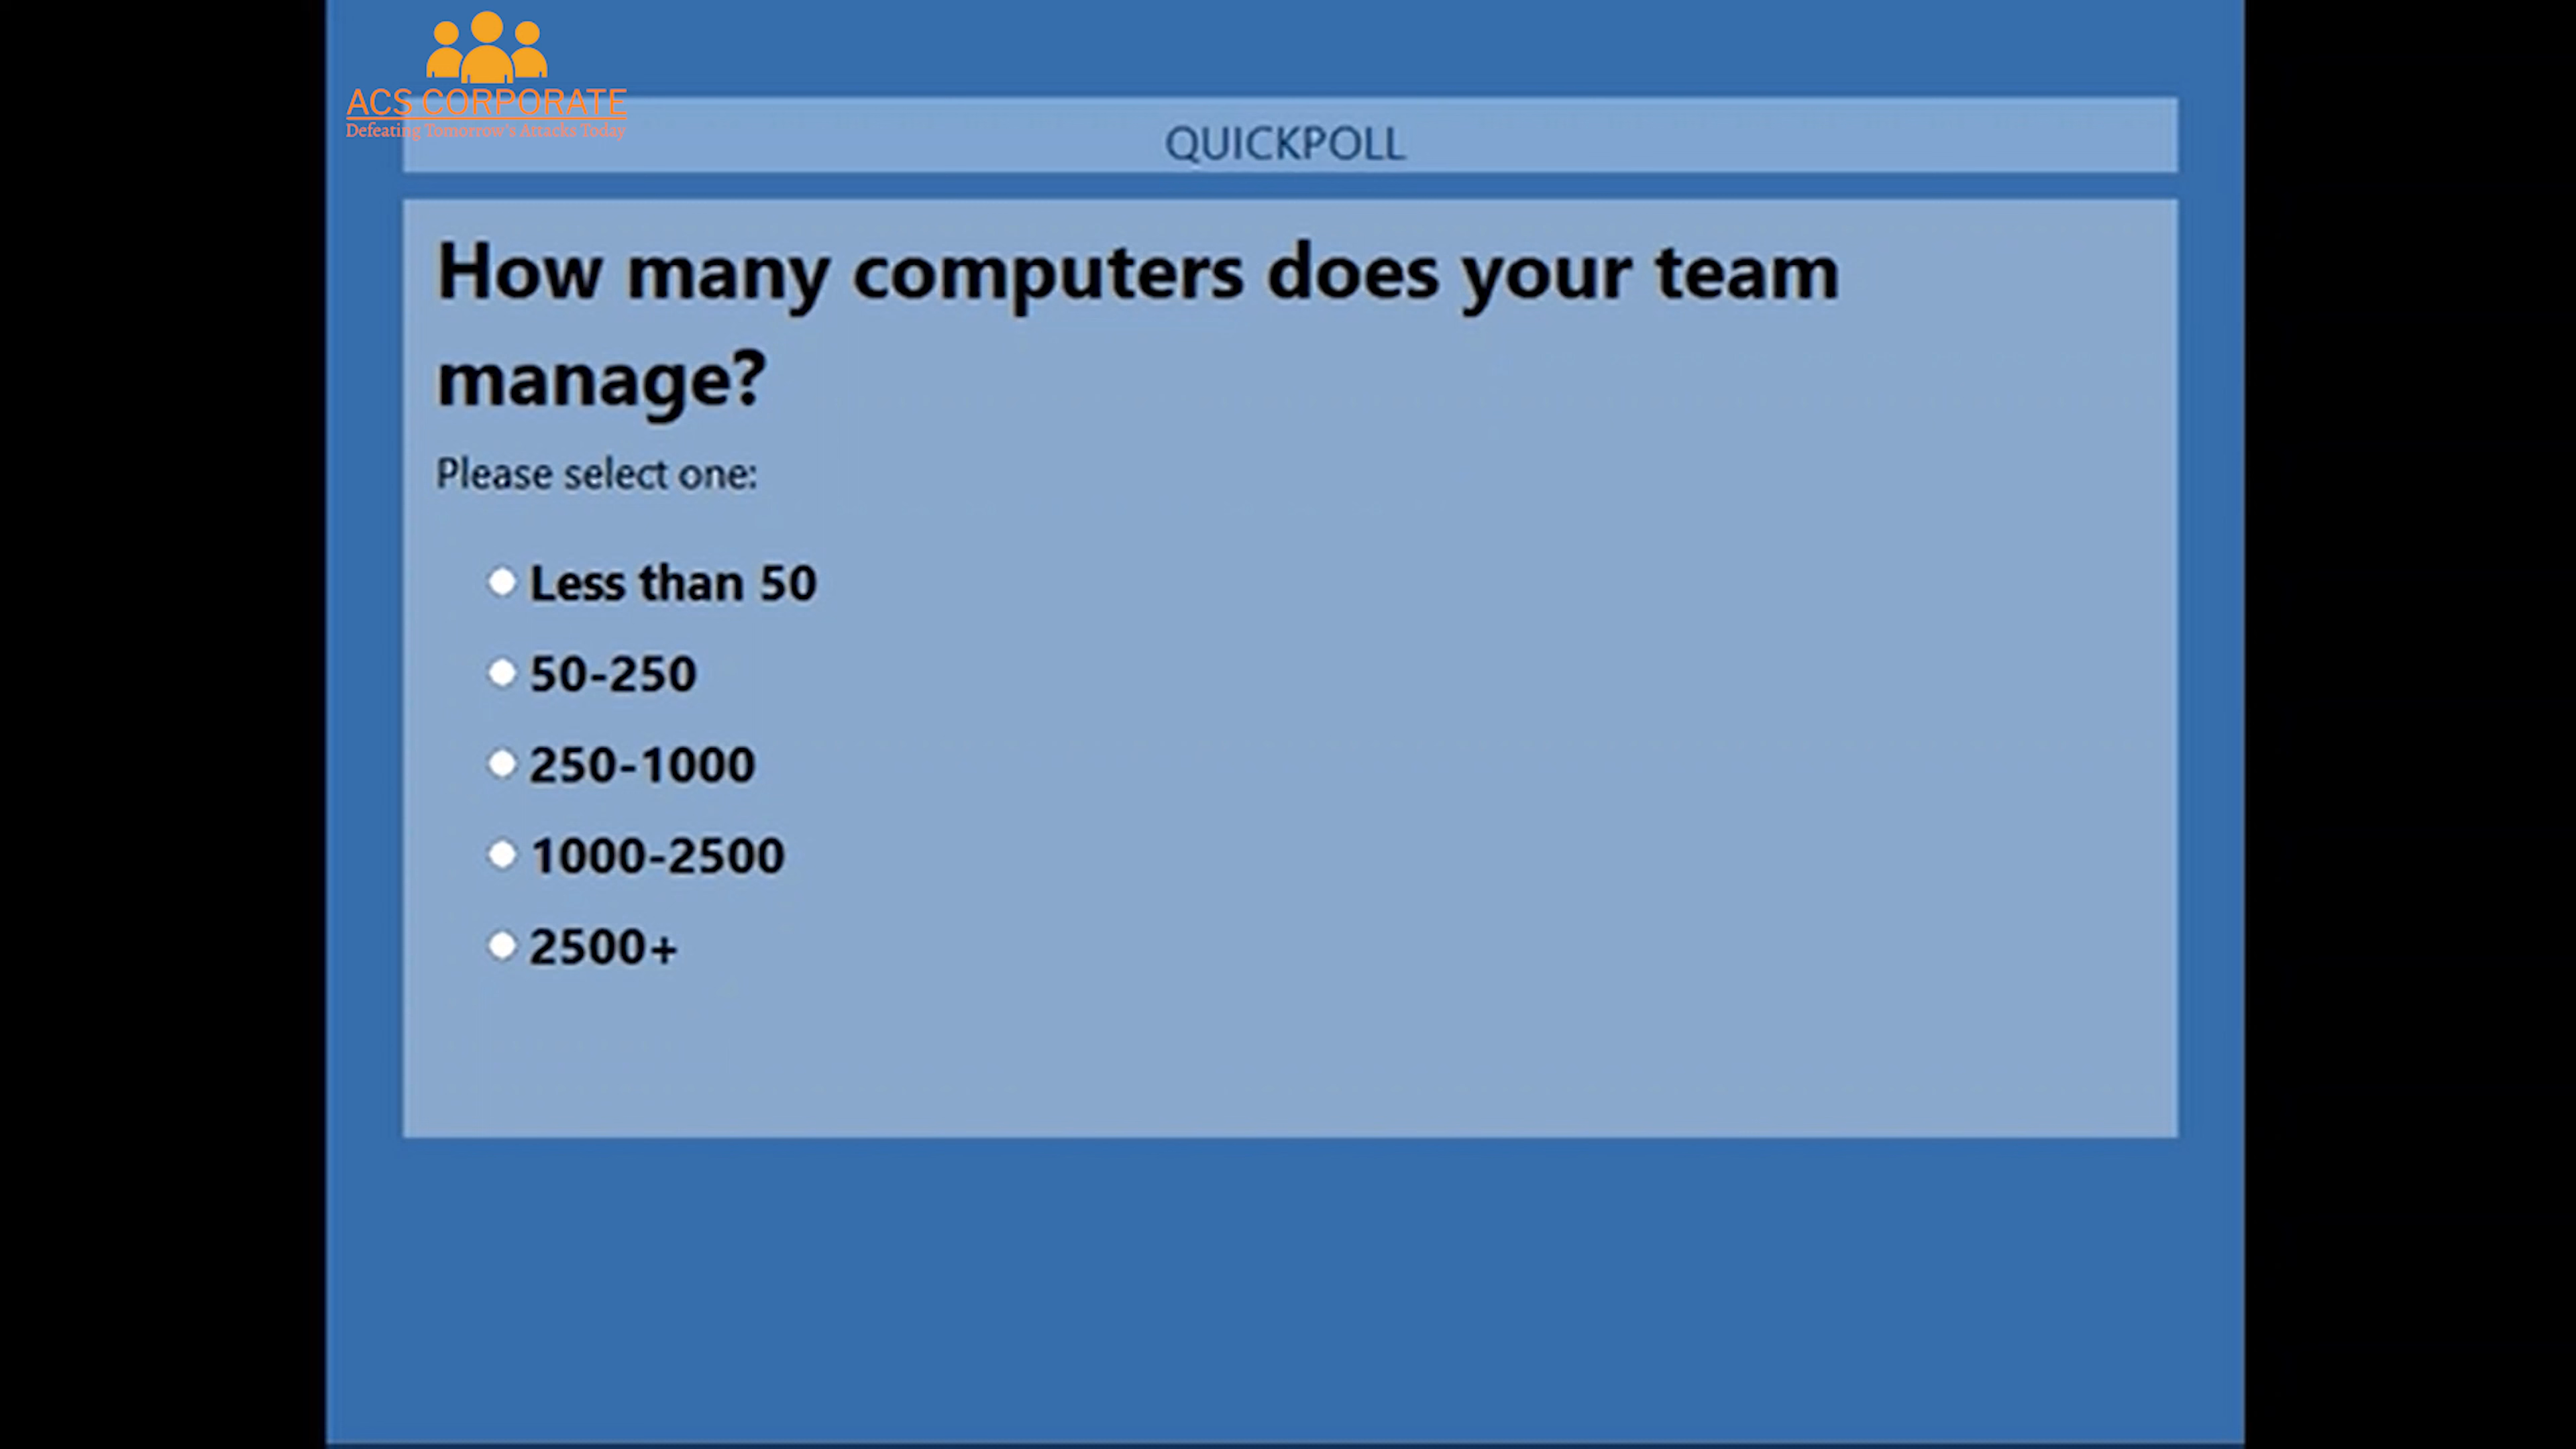 ACS CORPORATE
Defeating Tomorrow's Attacks Today
QUICKPOLL
How many computers does your team
manage?
Please select one:
Less than 50
50-250
250-1000
1000-2500
2500+